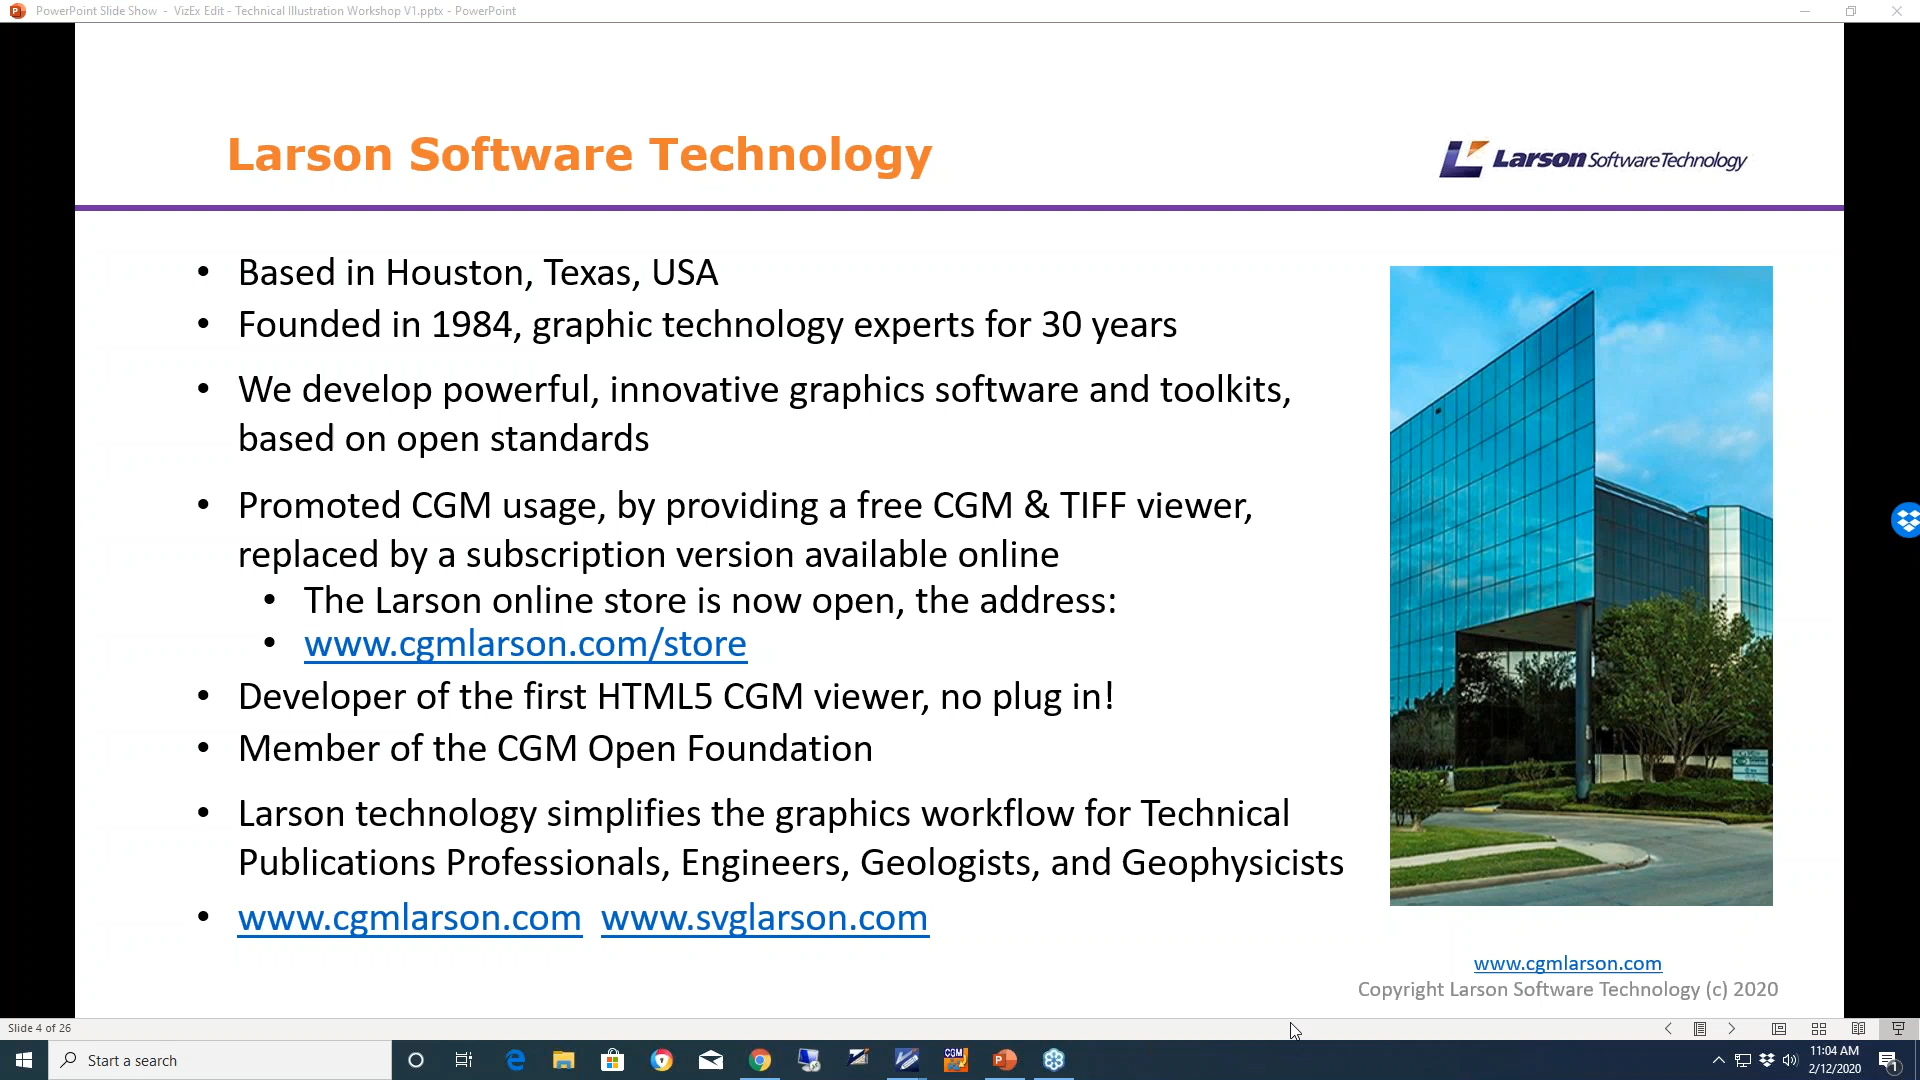 PowerPoint Slide Show - VizEx Edit - Technical Illustration Workshop V1.pptx - PowerPoint
Larson Software Technology
Larson Software Technology
• Based in Houston, Texas, USA
• Founded in 1984, graphic technology experts for 30 years
• We develop powerful, innovative graphics software and toolkits,
based on open standards
• Promoted CGM usage, by providing a free CGM & TIFF viewer,
replaced by a subscription version available online
• The Larson online store is now open, the address:
• www.cgmlarson.com/store
• Developer of the first HTML5 CGM viewer, no plug in!
• Member of the CGM Open Foundation
• Larson technology simplifies the graphics workflow for Technical
Publications Professionals, Engineers, Geologists, and Geophysicists
• www.cgmlarson.com www.svglarson.com
www.cgmlarson.com
Copyright Larson Software Technology (c) 2020
Slide 4 of 26
Start a search
CGM
11:04 AM
2/12/2020
1